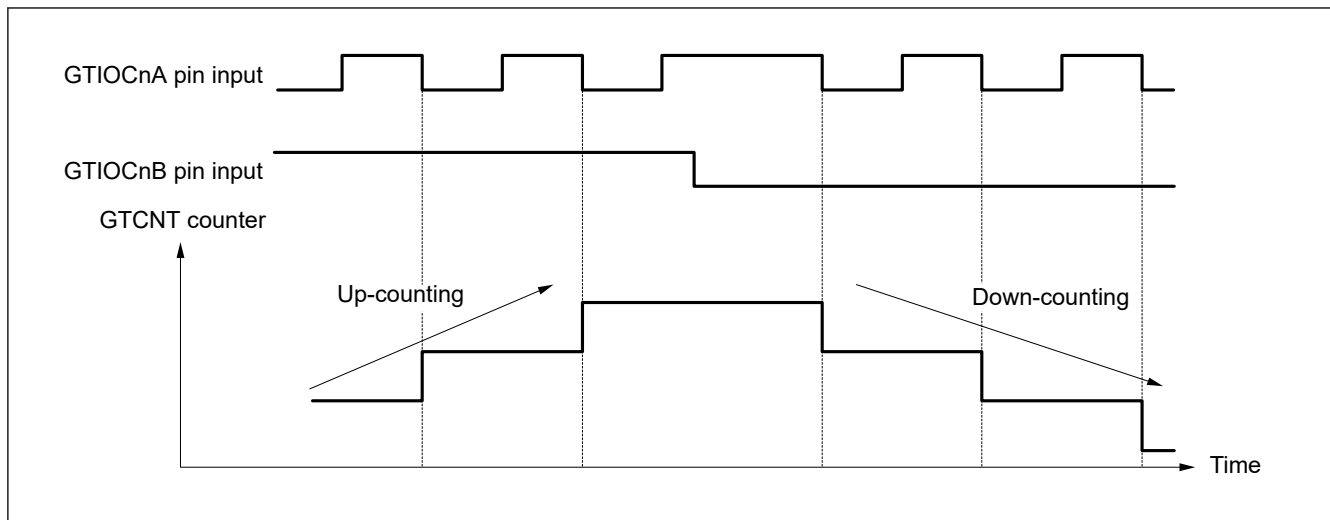 GTIOCnA pin input
GTIOCnB pin input
GTCNT counter
Up-counting
Down-counting
Time